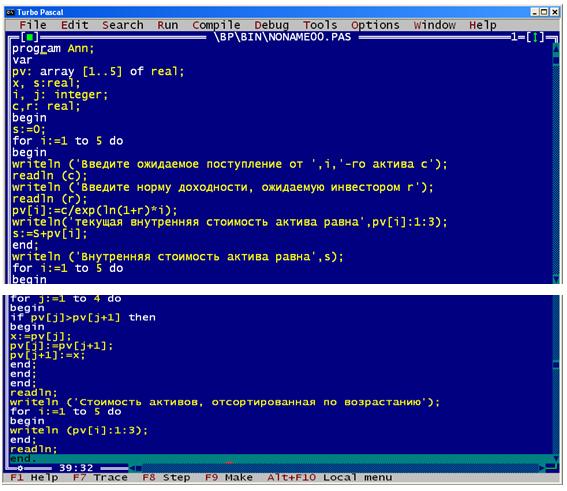 Turbo Pascal
File Edit Search Run Compile Debug Tools Options Window Help
\BP\BIN\NONAME00.PAS 1=[↕]
program Ann;
var
pv: array [1..5] of real;
x, s:real;
i, j: integer;
c,r: real;
begin
s:=0;
for i:=1 to 5 do
begin
writeln ('Введите ожидаемое поступление от ',i,'-го актива c');
readln (c);
writeln ('Введите норму доходности, ожидаемую инвестором r');
readln (r);
pv[i]:=c/exp(ln(1+r)*i);
writeln('текущая внутренняя стоимость актива равна',pv[i]:1:3);
s:=S+pv[i];
end;
writeln ('Внутренняя стоимость актива равна',s);
for i:=1 to 5 do
begin
for j:=1 to 4 do
begin
if pv[j]>pv[j+1] then
begin
x:=pv[j];
pv[j]:=pv[j+1];
pv[j+1]:=x;
end;
end;
end;
readln;
writeln ('Стоимость активов, отсортированная по возрастанию');
for i:=1 to 5 do
begin
writeln (pv[i]:1:3);
end;
readln;
end.
39:32
F1 Help F7 Trace F8 Step F9 Make Alt+F10 Local menu